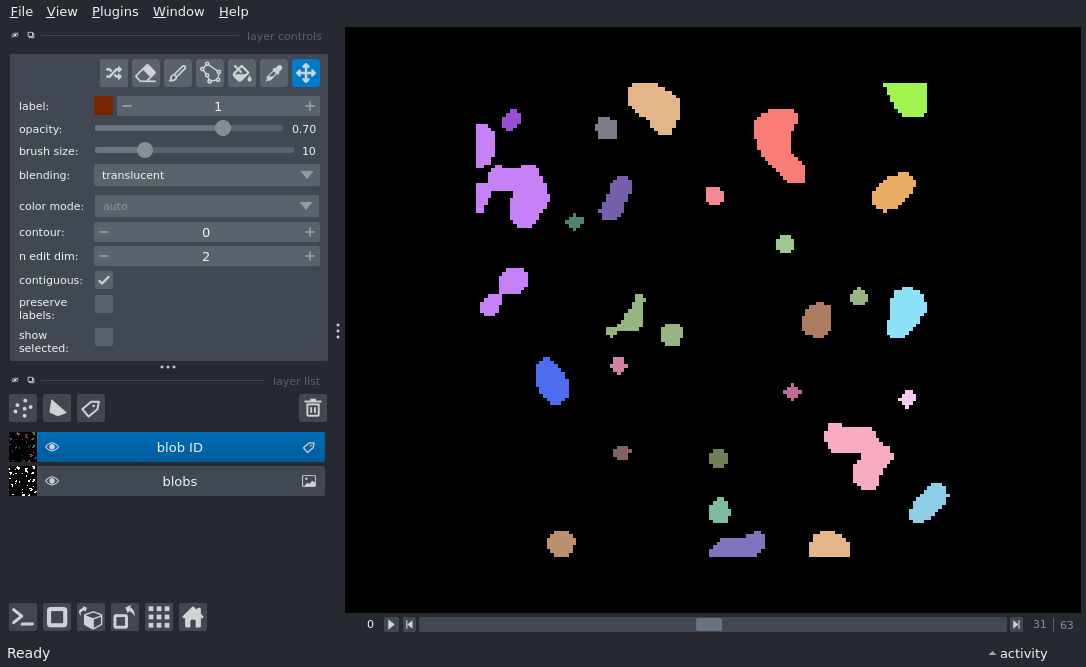 File View Plugins Window Help
layer controls
label: 1
opacity: 0.70
brush size: 10
blending: translucent
color mode: auto
contour: 0
n edit dim: 2
contiguous:
preserve
labels:
show
selected:
layer list
blob ID
blobs
0 31 | 63
Ready activity